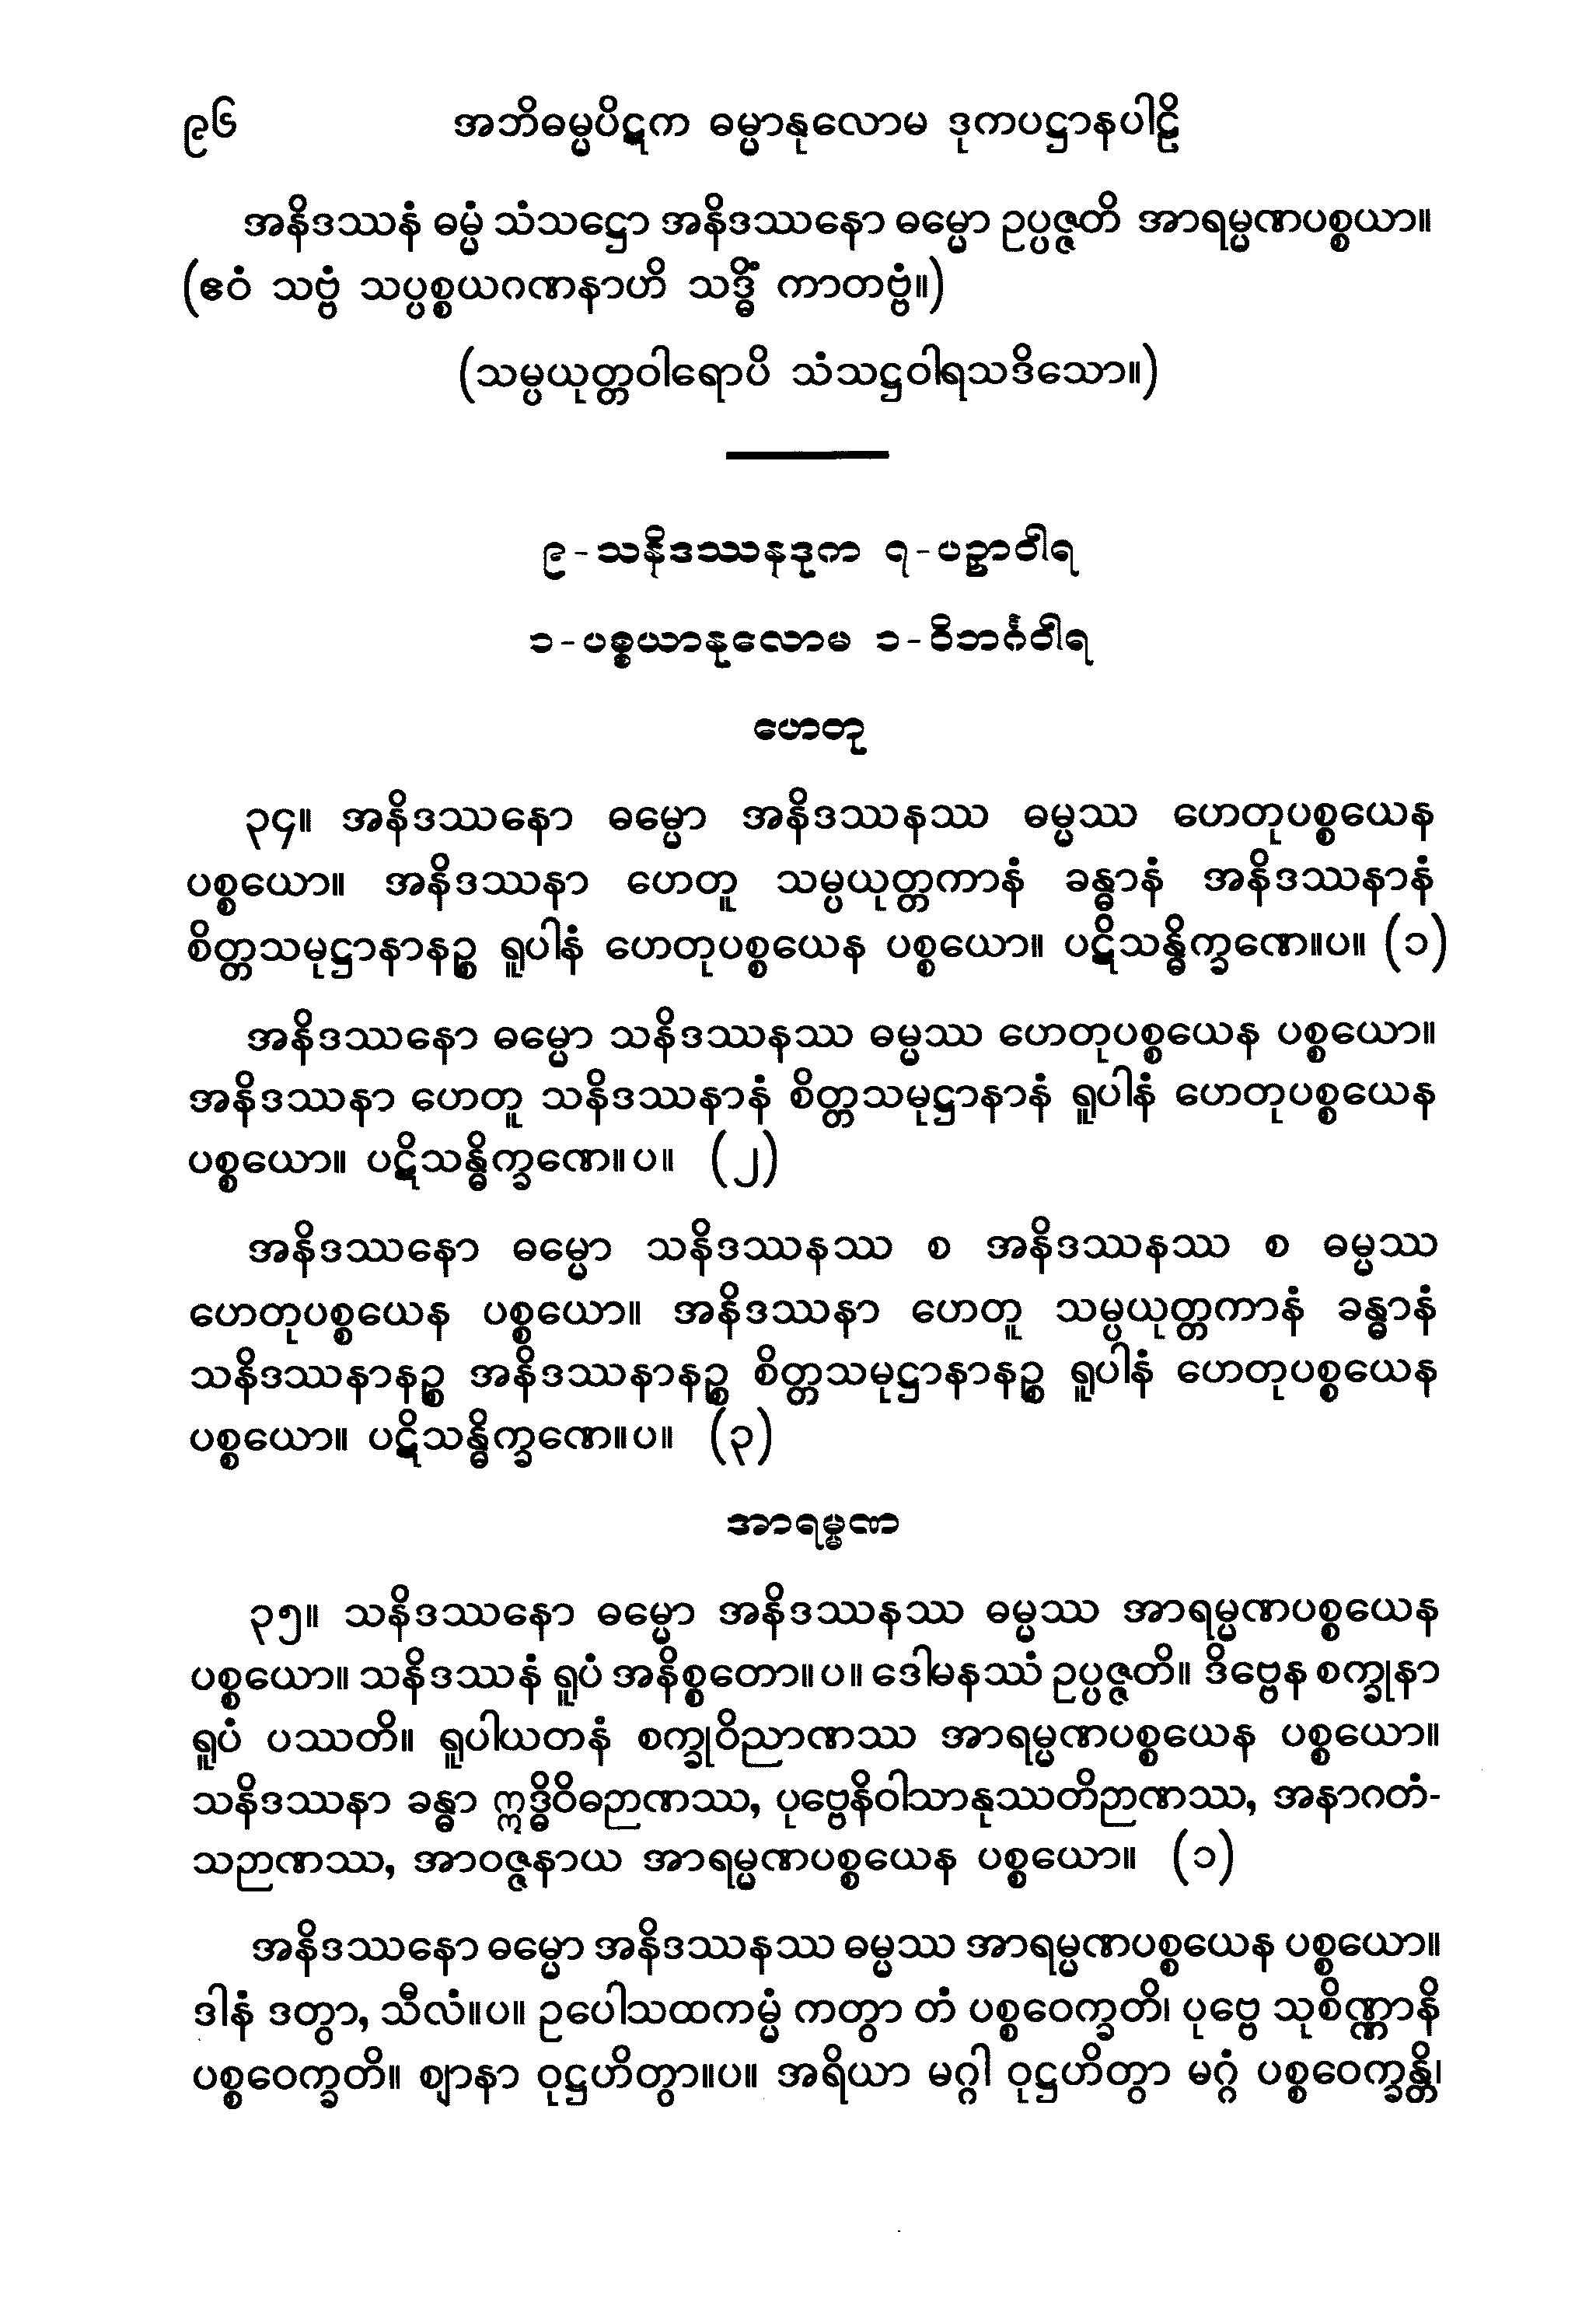 ၉၆ အဘိဓမ္မပိဋက ဓမ္မာနုလောမ ဒုကပဋ္ဌာနပါဠိ
အနိဒဿနံ ဓမ္မံ သံသဋ္ဌော အနိဒဿနော ဓမ္မော ဥပ္ပဇ္ဇတိ အာရမ္မဏပစ္စယာ။
(ဧဝံ သဗ္ဗံ သပ္ပစ္စယဂဏနာဟိ သဒ္ဓိံ ကာတဗ္ဗံ။)
(သမ္ပယုတ္တဝါရောပိ သံသဋ္ဌဝါရသဒိသော။)
၉-သနိဒဿနဒုက ၇-ပဉှာဝါရ
၁-ပစ္စယာနုလောမ ၁-ဝိဘင်္ဂဝါရ
ဟေတု
၃၄။ အနိဒဿနော ဓမ္မော အနိဒဿနဿ ဓမ္မဿ ဟေတုပစ္စယေန
ပစ္စယော။ အနိဒဿနာ ဟေတူ သမ္ပယုတ္တကာနံ ခန္ဓာနံ အနိဒဿနာနံ
စိတ္တသမုဋ္ဌာနာနဉ္စ ရူပါနံ ဟေတုပစ္စယေန ပစ္စယော။ ပဋိသန္ဓိက္ခဏေ။ပ။ (၁)
အနိဒဿနော ဓမ္မော သနိဒဿနဿ ဓမ္မဿ ဟေတုပစ္စယေန ပစ္စယော။
အနိဒဿနာ ဟေတူ သနိဒဿနာနံ စိတ္တသမုဋ္ဌာနာနံ ရူပါနံ ဟေတုပစ္စယေန
ပစ္စယော။ ပဋိသန္ဓိက္ခဏေ။ပ။ (၂)
အနိဒဿနော ဓမ္မော သနိဒဿနဿ စ အနိဒဿနဿ စ ဓမ္မဿ
ဟေတုပစ္စယေန ပစ္စယော။ အနိဒဿနာ ဟေတူ သမ္ပယုတ္တကာနံ ခန္ဓာနံ
သနိဒဿနာနဉ္စ အနိဒဿနာနဉ္စ စိတ္တသမုဋ္ဌာနာနဉ္စ ရူပါနံ ဟေတုပစ္စယေန
ပစ္စယော။ ပဋိသန္ဓိက္ခဏေ။ပ။ (၃)
အာရမ္မဏ
၃၅။ သနိဒဿနော ဓမ္မော အနိဒဿနဿ ဓမ္မဿ အာရမ္မဏပစ္စယေန
ပစ္စယော။ သနိဒဿနံ ရူပံ အနိစ္စတော။ပ။ ဒေါမနဿံ ဥပ္ပဇ္ဇတိ။ ဒိဗ္ဗေန စက္ခုနာ
ရူပံ ပဿတိ။ ရူပါယတနံ စက္ခုဝိညာဏဿ အာရမ္မဏပစ္စယေန ပစ္စယော။
သနိဒဿနာ ခန္ဓာ ဣဒ္ဓိဝိဓဉာဏဿ, ပုဗ္ဗေနိဝါသာနုဿတိဉာဏဿ, အနာဂတံ-
သဉာဏဿ, အာဝဇ္ဇနာယ အာရမ္မဏပစ္စယေန ပစ္စယော။ (၁)
အနိဒဿနော ဓမ္မော အနိဒဿနဿ ဓမ္မဿ အာရမ္မဏပစ္စယေန ပစ္စယော။
ဒါနံ ဒတွာ, သီလံ။ပ။ ဥပေါသထကမ္မံ ကတွာ တံ ပစ္စဝေက္ခတိ၊ ပုဗ္ဗေ သုစိဏ္ဏာနိ
ပစ္စဝေက္ခတိ။ ဈာနာ ဝုဋ္ဌဟိတွာ။ပ။ အရိယာ မဂ္ဂါ ဝုဋ္ဌဟိတွာ မဂ္ဂံ ပစ္စဝေက္ခန္တိ၊